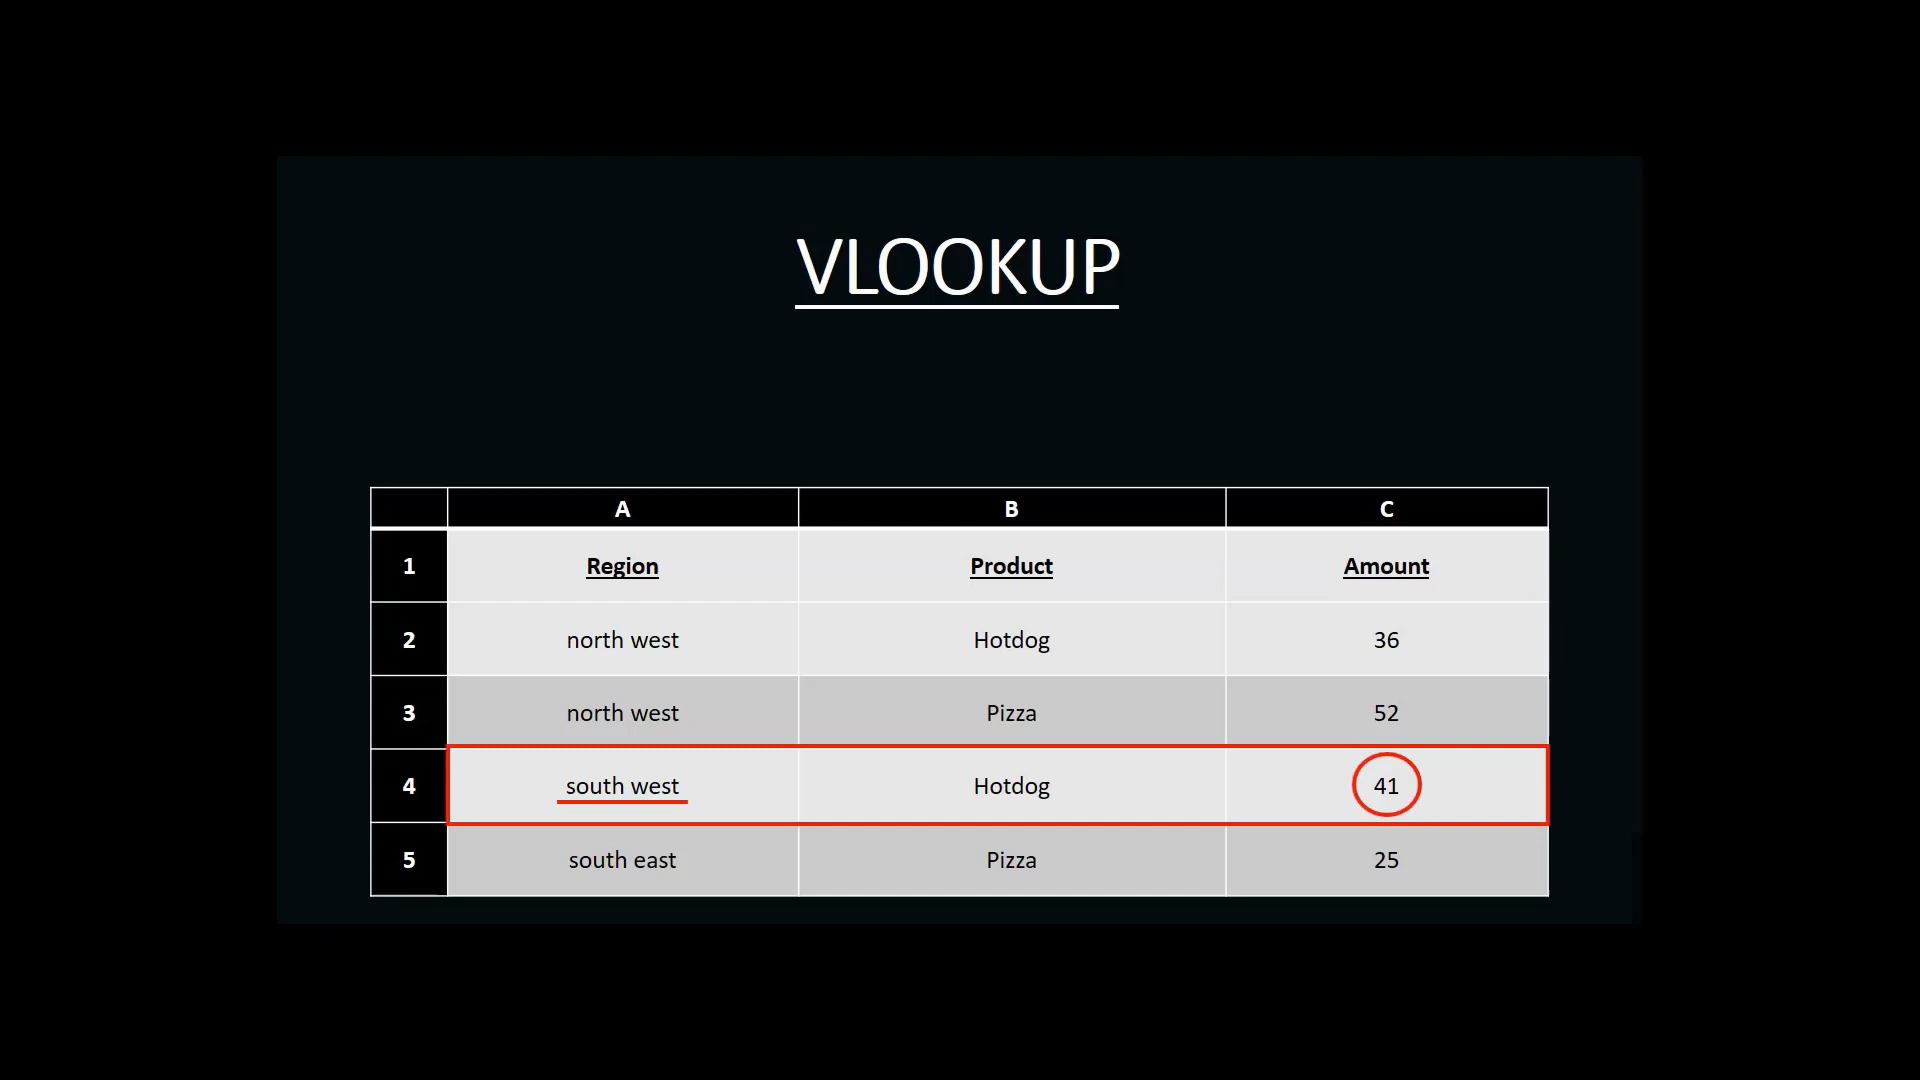 VLOOKUP
A B C
1 Region Product Amount
2 north west Hotdog 36
3 north west Pizza 52
4 south west Hotdog 41
5 south east Pizza 25